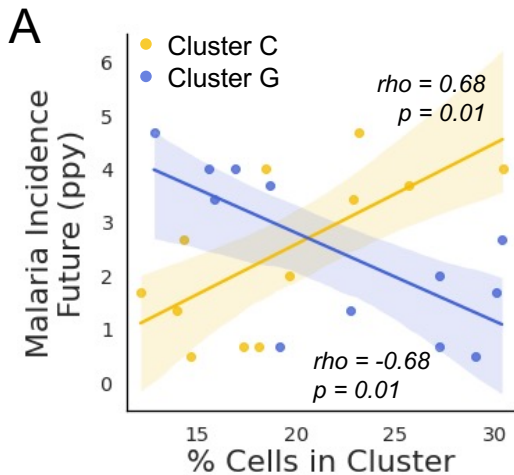 A
Cluster C
Cluster G
rho = 0.68
p = 0.01
Malaria Incidence
Future (ppy)
6
5
4
3
2
1
0
rho = -0.68
p = 0.01
15
20
25
30
% Cells in Cluster